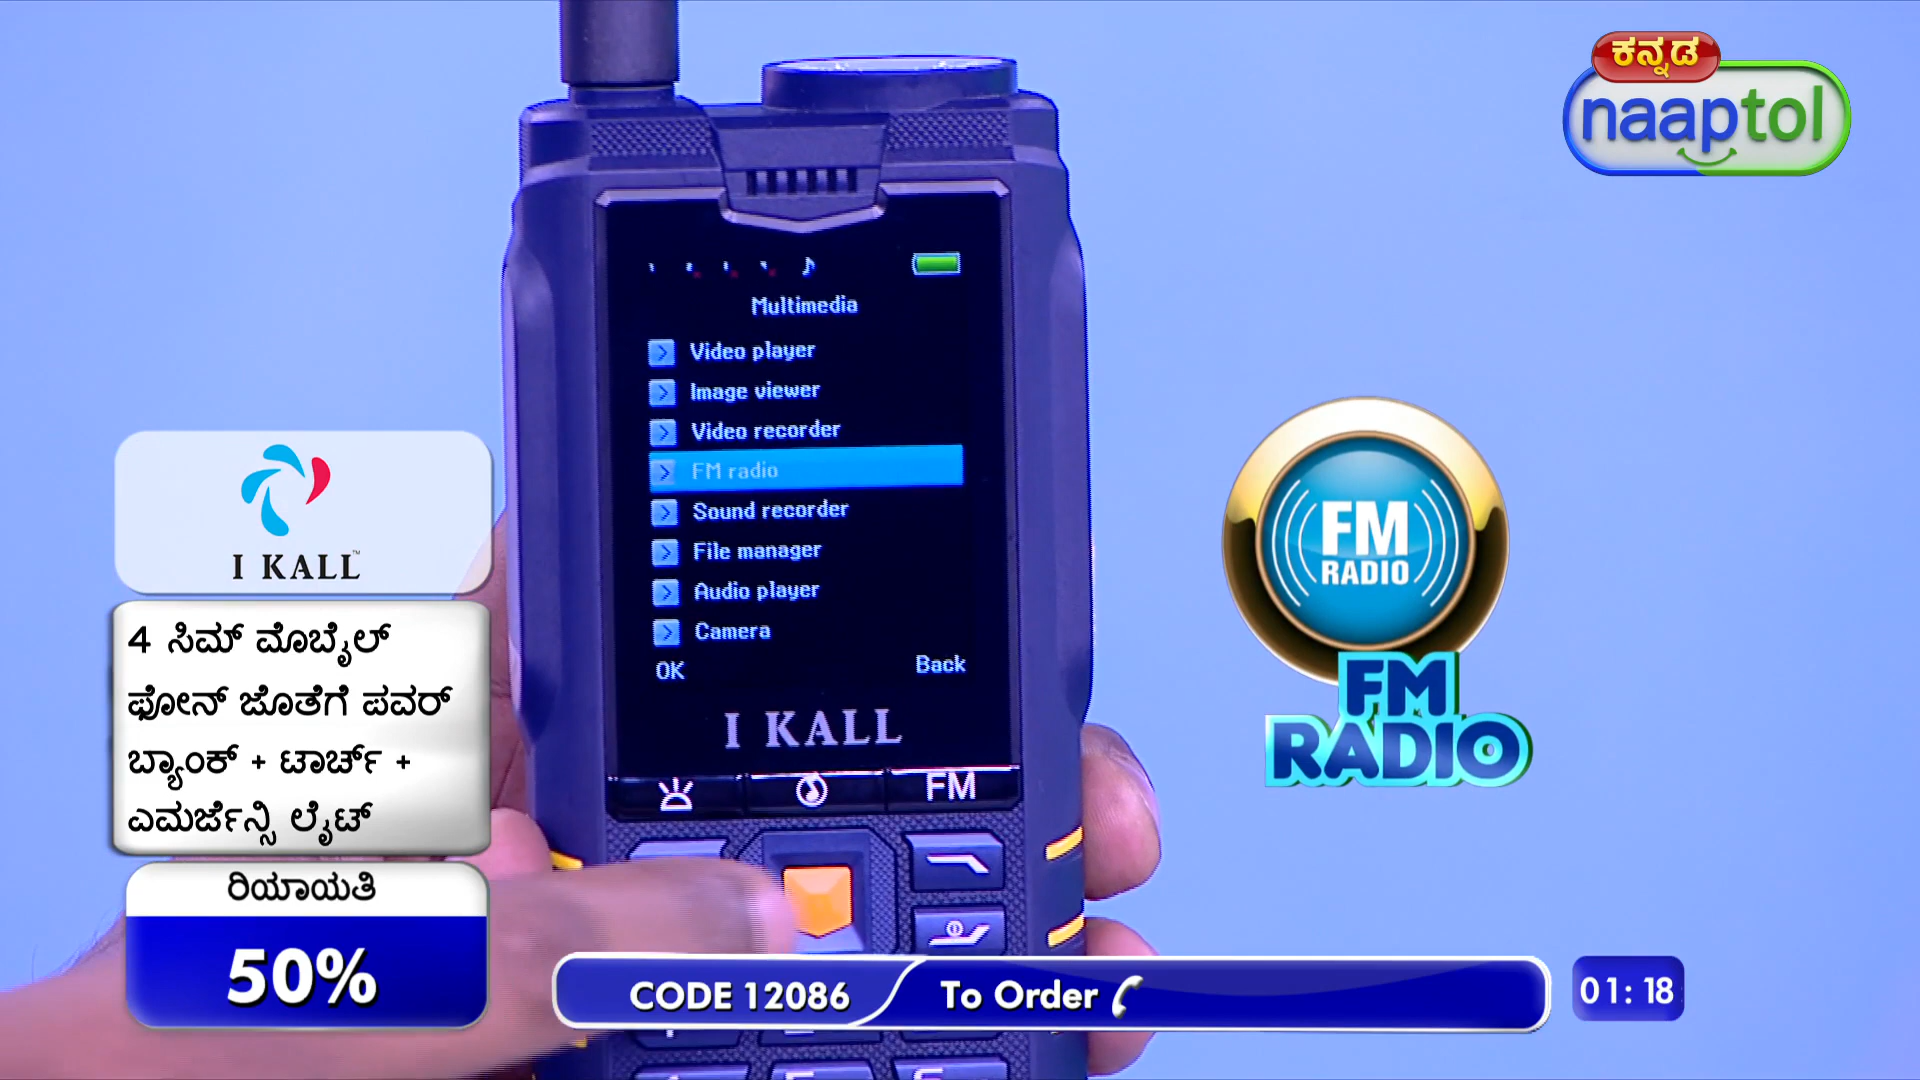 ಕನ್ನಡ
naaptol
Multimedia
Video player
Image viewer
Video recorder
FM radio
Sound recorder
File manager
Audio player
Camera
OK Back
I KALL
FM
I KALL™
4 ಸಿಮ್ ಮೊಬೈಲ್
ಫೋನ್ ಜೊತೆಗೆ ಪವರ್
ಬ್ಯಾಂಕ್ + ಟಾರ್ಚ್ +
ಎಮರ್ಜೆನ್ಸಿ ಲೈಟ್
ರಿಯಾಯತಿ
50%
FM
RADIO
FM
RADIO
CODE 12086 To Order
01: 18